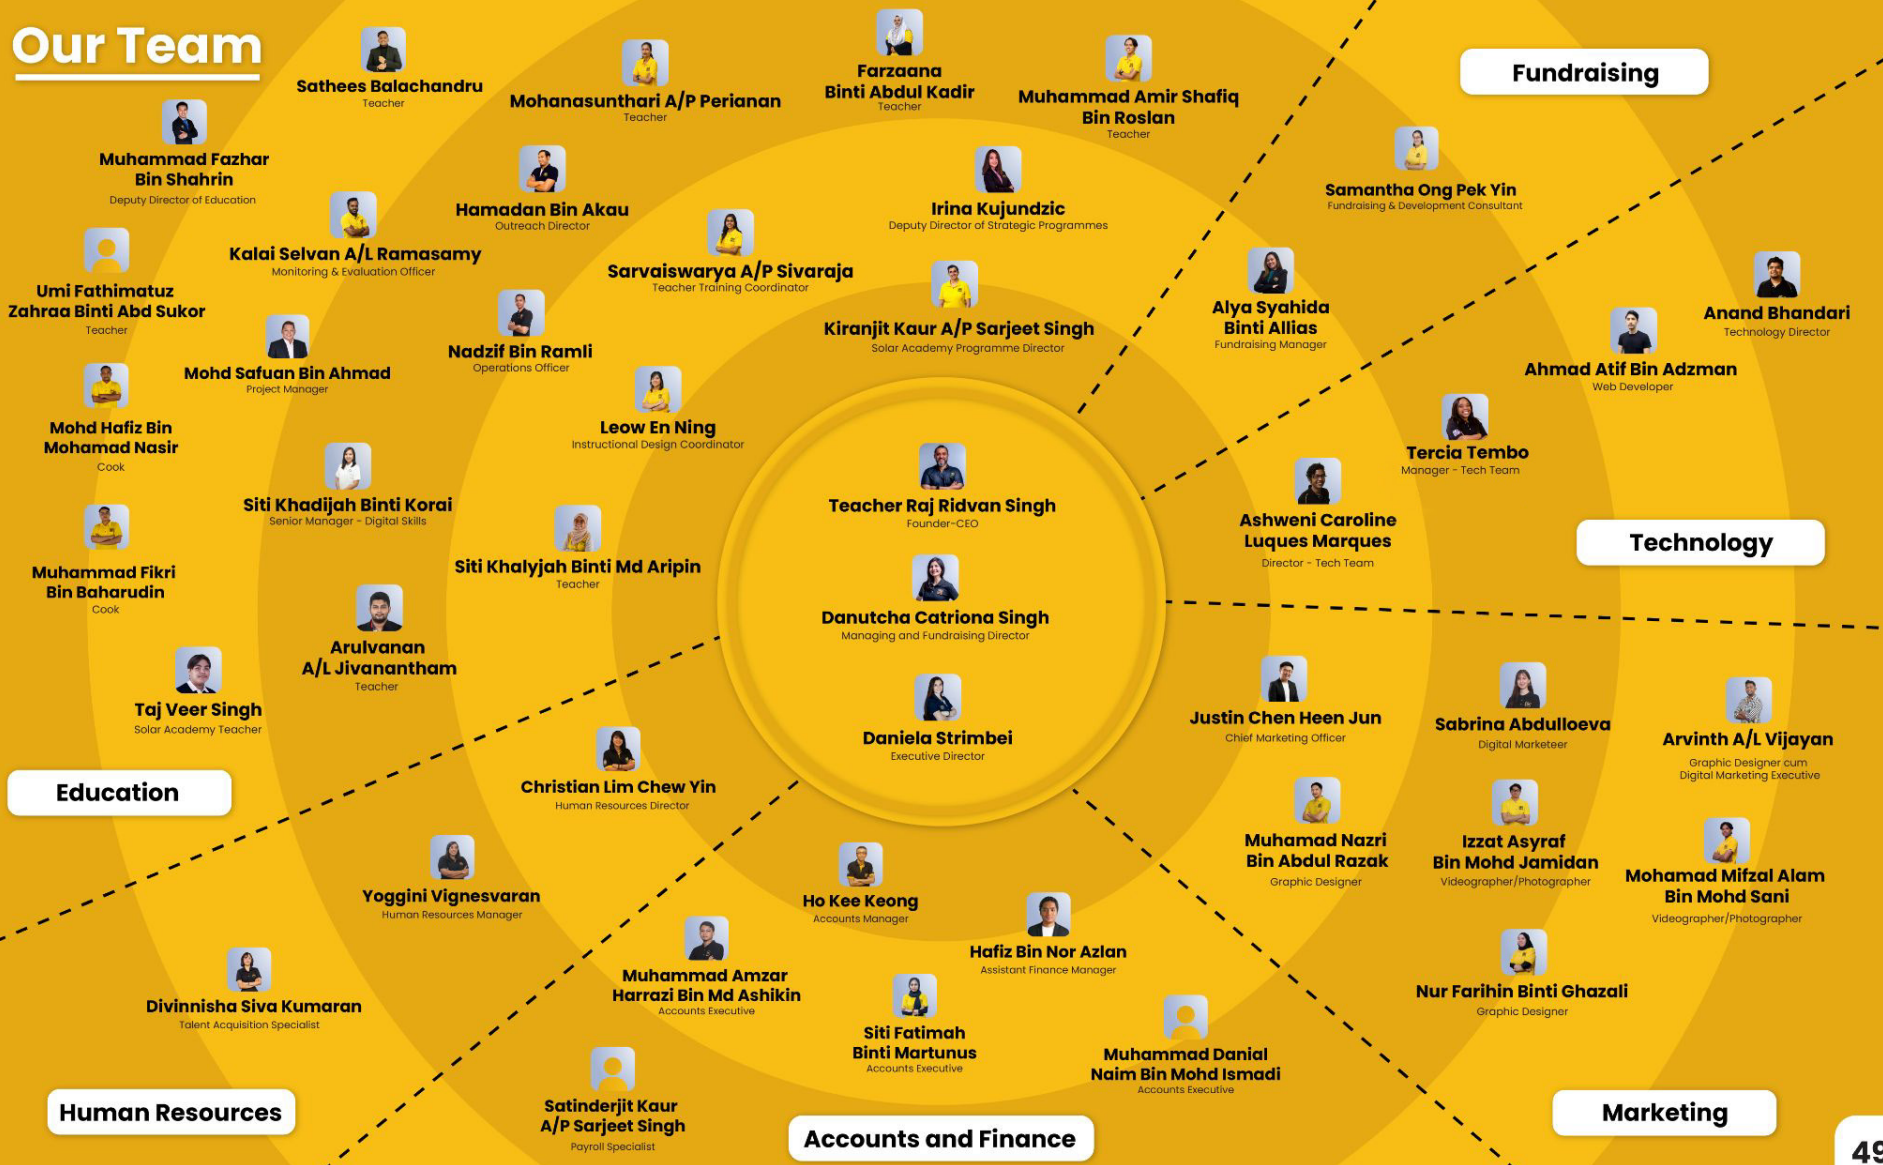 Our Team
Sathees Balachandru
Teacher
Mohanasunthari A/P Perianan
Teacher
Farzaana
Binti Abdul Kadir
Teacher
Muhammad Amir Shafiq
Bin Roslan
Teacher
Muhammad Fazhar
Bin Shahrin
Deputy Director of Education
Kalai Selvan A/L Ramasamy
Monitoring & Evaluation Officer
Hamadan Bin Akau
Outreach Director
Sarvaiswarya A/P Sivaraja
Teacher Training Coordinator
Irina Kujundzic
Deputy Director of Strategic Programmes
Kiranjit Kaur A/P Sarjeet Singh
Solar Academy Programme Director
Umi Fathimatuz
Zahraa Binti Abd Sukor
Teacher
Mohd Safuan Bin Ahmad
Project Manager
Nadzif Bin Ramli
Operations Officer
Leow En Ning
Instructional Design Coordinator
Mohd Hafiz Bin
Mohamad Nasir
Cook
Siti Khadijah Binti Korai
Senior Manager - Digital Skills
Siti Khalyjah Binti Md Aripin
Teacher
Muhammad Fikri
Bin Baharudin
Cook
Arulvanan
A/L Jivanantham
Teacher
Taj Veer Singh
Solar Academy Teacher
Education
Teacher Raj Ridvan Singh
Founder-CEO
Danutcha Catriona Singh
Managing and Fundraising Director
Daniela Strimbei
Executive Director
Fundraising
Samantha Ong Pek Yin
Fundraising & Development Consultant
Alya Syahida
Binti Allias
Fundraising Manager
Anand Bhandari
Technology Director
Ahmad Atif Bin Adzman
Web Developer
Tercia Tembo
Manager - Tech Team
Ashweni Caroline
Luques Marques
Director - Tech Team
Technology
Justin Chen Heen Jun
Chief Marketing Officer
Sabrina Abdulloeva
Digital Marketeer
Arvinth A/L Vijayan
Graphic Designer cum
Digital Marketing Executive
Muhamad Nazri
Bin Abdul Razak
Graphic Designer
Izzat Asyraf
Bin Mohd Jamidan
Videographer/Photographer
Mohamad Mifzal Alam
Bin Mohd Sani
Videographer/Photographer
Nur Farihin Binti Ghazali
Graphic Designer
Marketing
Christian Lim Chew Yin
Human Resources Director
Yoggini Vignesvaran
Human Resources Manager
Divinnisha Siva Kumaran
Talent Acquisition Specialist
Human Resources
Ho Kee Keong
Accounts Manager
Hafiz Bin Nor Azlan
Assistant Finance Manager
Muhammad Amzar
Harrazi Bin Md Ashikin
Accounts Executive
Siti Fatimah
Binti Martunus
Accounts Executive
Muhammad Danial
Naim Bin Mohd Ismadi
Accounts Executive
Satinderjit Kaur
A/P Sarjeet Singh
Payroll Specialist
Accounts and Finance
49